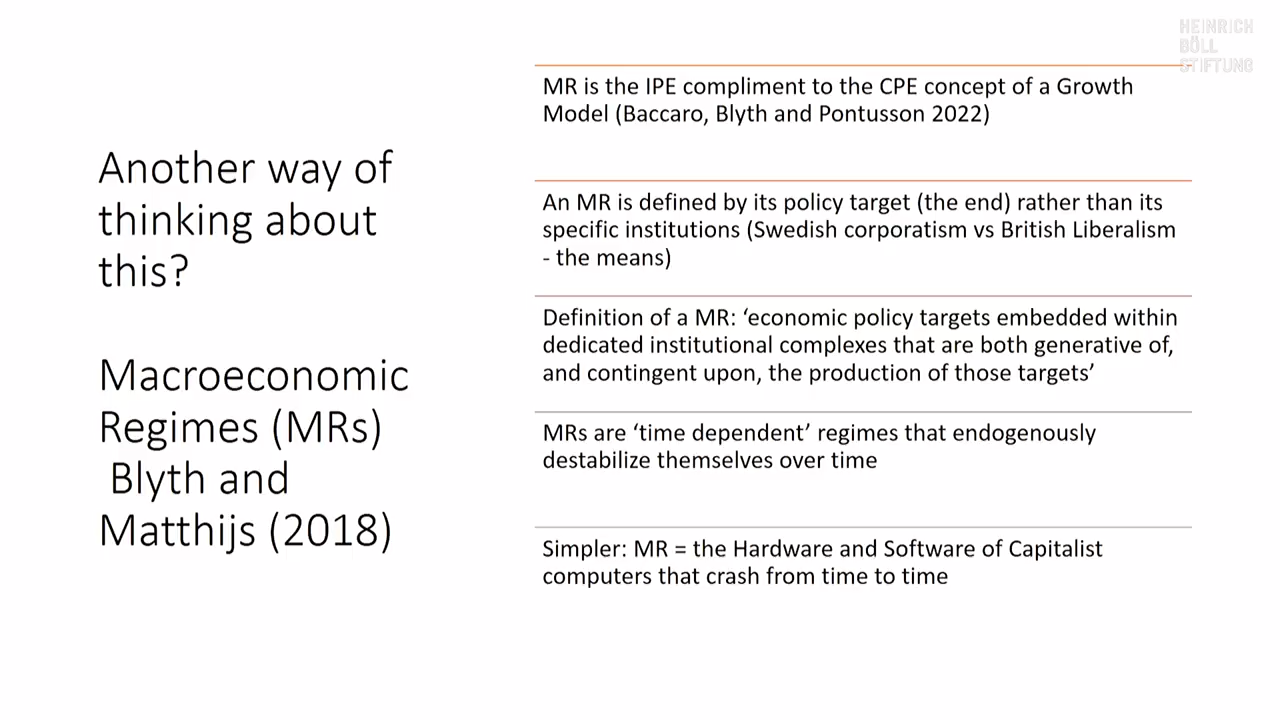 HEINRICH
BÖLL
STIFTUNG
Another way of
thinking about
this?
Macroeconomic
Regimes (MRs)
Blyth and
Matthijs (2018)
MR is the IPE compliment to the CPE concept of a Growth
Model (Baccaro, Blyth and Pontusson 2022)
An MR is defined by its policy target (the end) rather than its
specific institutions (Swedish corporatism vs British Liberalism
- the means)
Definition of a MR: ‘economic policy targets embedded within
dedicated institutional complexes that are both generative of,
and contingent upon, the production of those targets’
MRs are ‘time dependent’ regimes that endogenously
destabilize themselves over time
Simpler: MR = the Hardware and Software of Capitalist
computers that crash from time to time